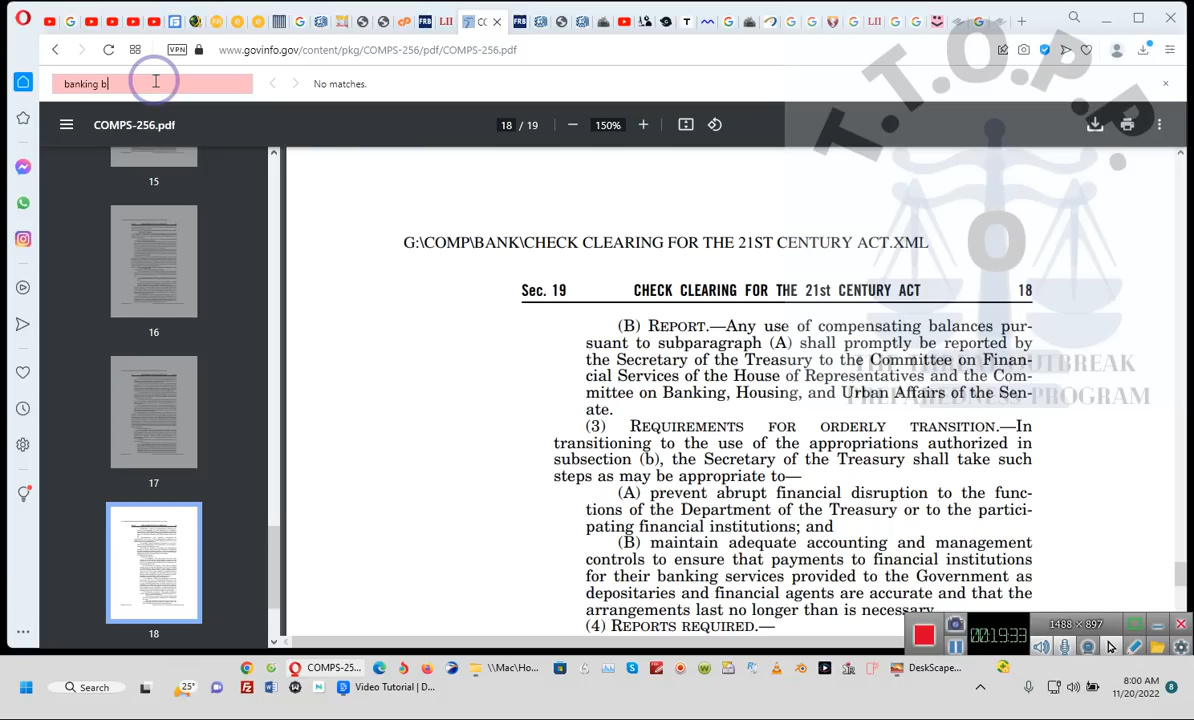 VPN
www.govinfo.gov/content/pkg/COMPS-256/pdf/COMPS-256.pdf
banking b
No matches.
COMPS-256.pdf
18 / 19
150%
T.T.O.P.P.
15
16
17
18
G:\COMP\BANK\CHECK CLEARING FOR THE 21ST CENTURY ACT.XML
Sec. 19 CHECK CLEARING FOR THE 21st CENTURY ACT 18
(B) REPORT.—Any use of compensating balances pur-
suant to subparagraph (A) shall promptly be reported by
the Secretary of the Treasury to the Committee on Finan-
cial Services of the House of Representatives and the Com-
mittee on Banking, Housing, and Urban Affairs of the Sen-
ate.
(3) REQUIREMENTS FOR ORDERLY TRANSITION.—In
transitioning to the use of the appropriations authorized in
subsection (b), the Secretary of the Treasury shall take such
steps as may be appropriate to—
(A) prevent abrupt financial disruption to the func-
tions of the Department of the Treasury or to the partici-
pating financial institutions; and
(B) maintain adequate accounting and management
controls to ensure that payments to financial institutions
for their banking services provided to the Government as
depositaries and financial agents are accurate and that the
arrangements last no longer than is necessary.
(4) REPORTS REQUIRED.—
OUTBREAK
PREPAREDNESS PROGRAM
1488 × 897
00:19:33
COMPS-25...
\\Mac\Ho...
DeskScape...
Search
25°
Video Tutorial | D...
8:00 AM
11/20/2022
8